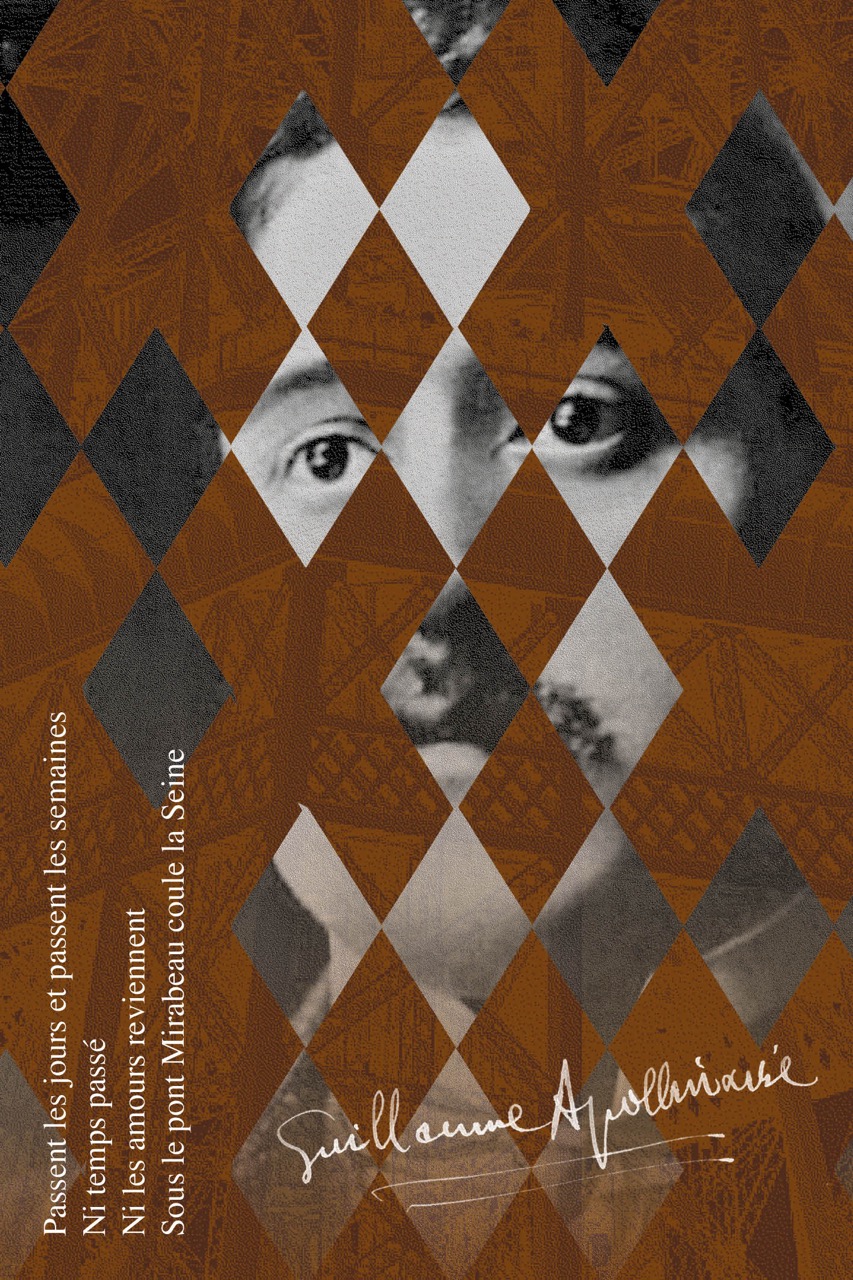 Passent les jours et passent les semaines
Ni temps passé
Ni les amours reviennent
Sous le pont Mirabeau coule la Seine
Guillaume Apollinaire